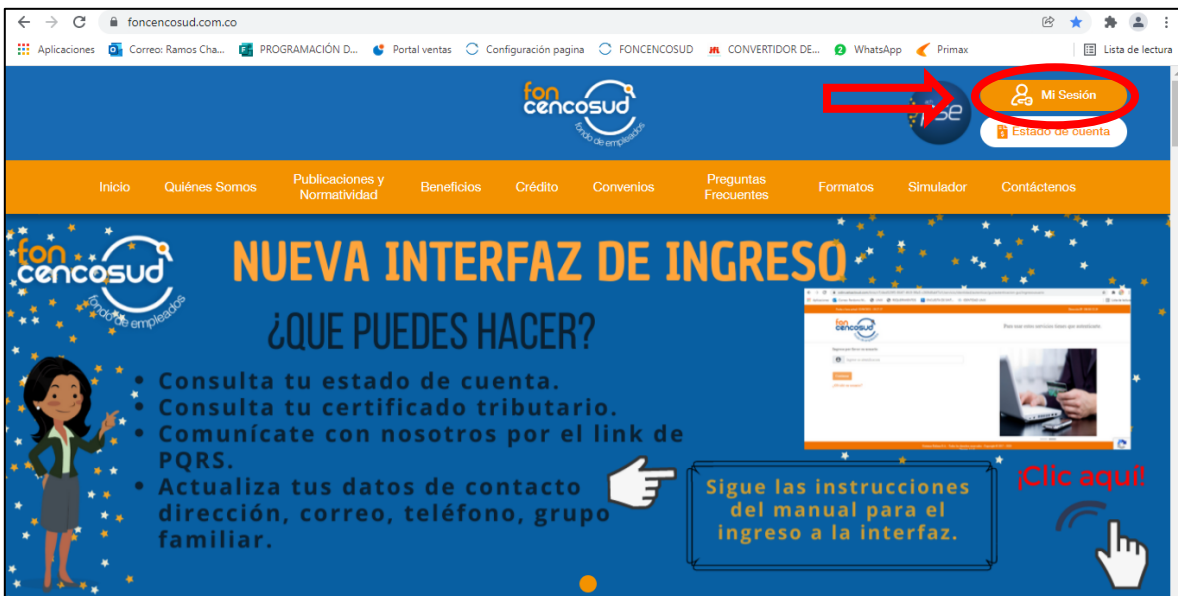 foncencosud.com.co
Aplicaciones
Correo: Ramos Cha...
PROGRAMACIÓN D...
Portal ventas
Configuración pagina
FONCENCOSUD
CONVERTIDOR DE...
WhatsApp
Primax
Lista de lectura
fon
cencosud
fondo de empleados
pse
Mi Sesión
Estado de cuenta
Inicio
Quiénes Somos
Publicaciones y
Normatividad
Beneficios
Crédito
Convenios
Preguntas
Frecuentes
Formatos
Simulador
Contáctenos
fon
cencosud
fondo de empleados
NUEVA INTERFAZ DE INGRESO
¿QUE PUEDES HACER?
• Consulta tu estado de cuenta.
• Consulta tu certificado tributario.
• Comunícate con nosotros por el link de
PQRS.
• Actualiza tus datos de contacto
dirección, correo, teléfono, grupo
familiar.
fon
cencosud
Sigue las instrucciones
del manual para el
ingreso a la interfaz.
¡Clic aquí!